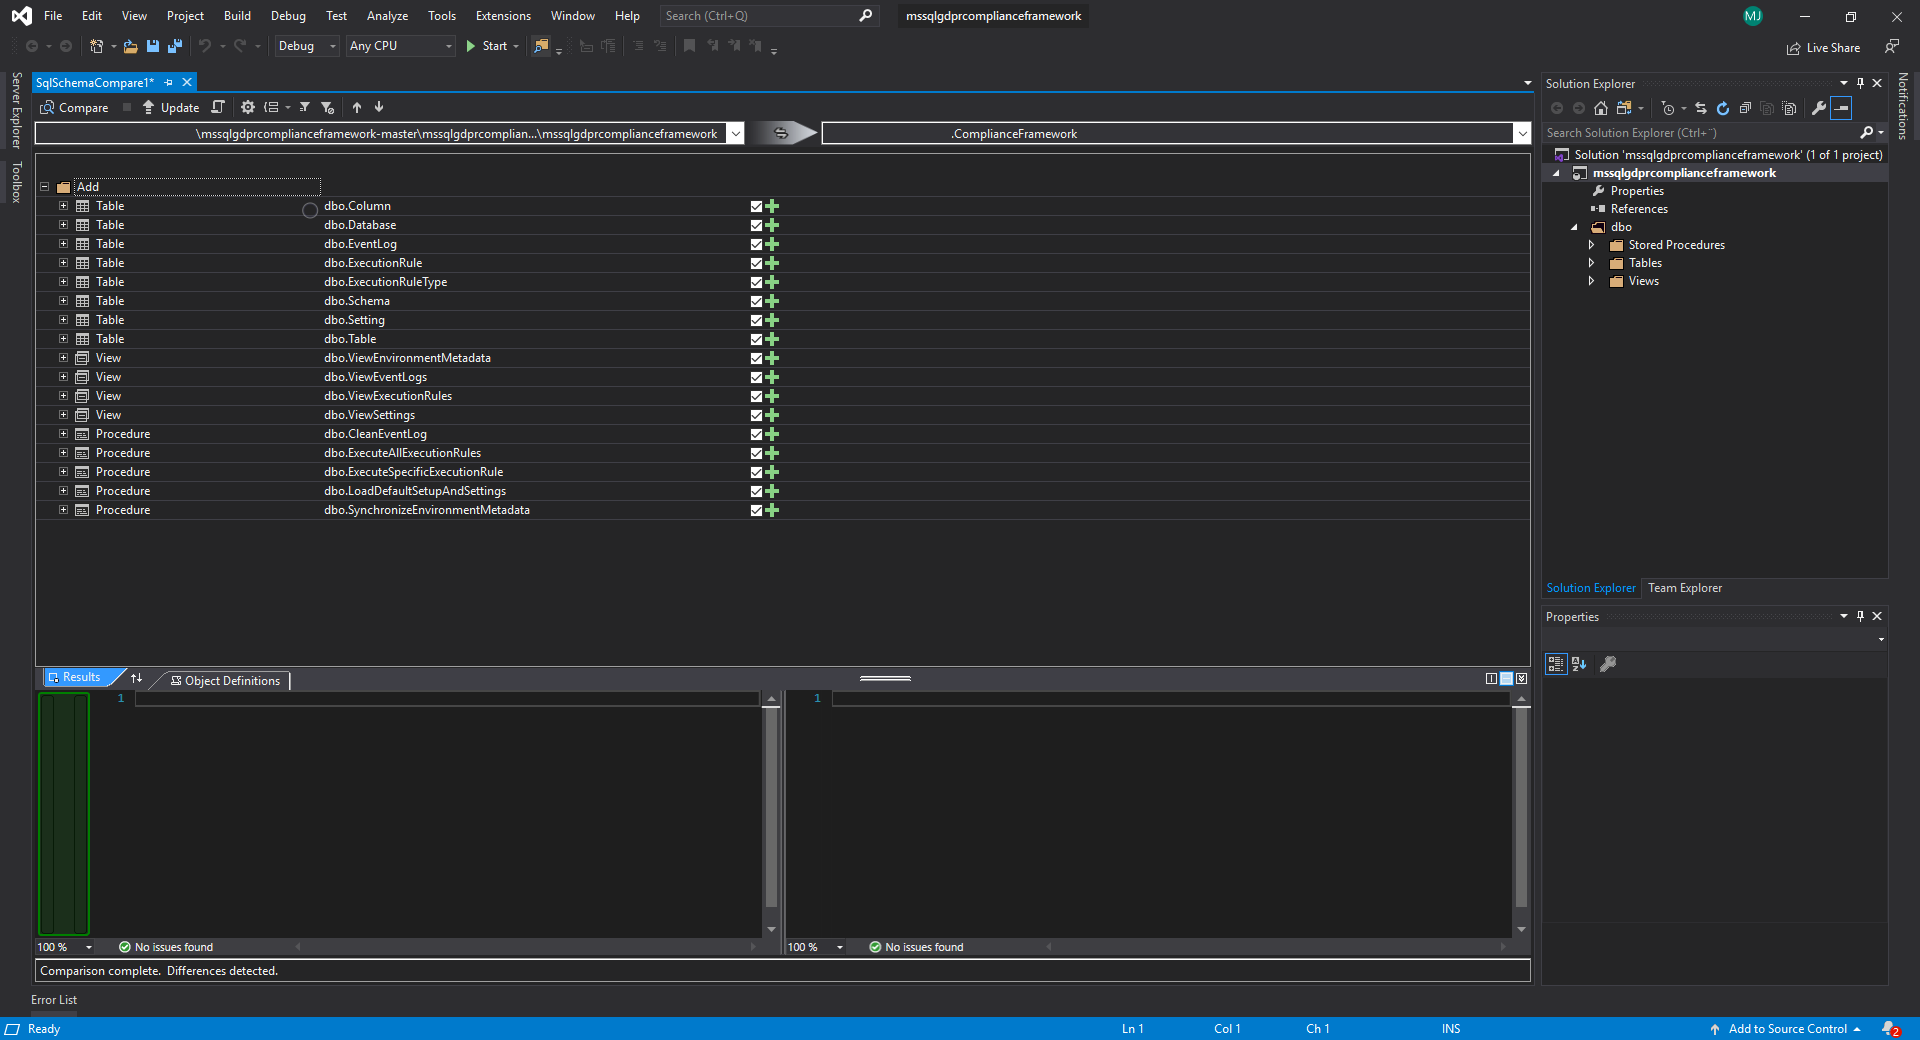 File Edit View Project Build Debug Test Analyze Tools Extensions Window Help Search (Ctrl+Q) mssqlgdprcomplianceframework MJ
Debug Any CPU Start Live Share
Server Explorer
Toolbox
SqlSchemaCompare1*
Compare Update
\mssqlgdprcomplianceframework-master\mssqlgdprcomplian...\mssqlgdprcomplianceframework .ComplianceFramework
Add
Table dbo.Column
Table dbo.Database
Table dbo.EventLog
Table dbo.ExecutionRule
Table dbo.ExecutionRuleType
Table dbo.Schema
Table dbo.Setting
Table dbo.Table
View dbo.ViewEnvironmentMetadata
View dbo.ViewEventLogs
View dbo.ViewExecutionRules
View dbo.ViewSettings
Procedure dbo.CleanEventLog
Procedure dbo.ExecuteAllExecutionRules
Procedure dbo.ExecuteSpecificExecutionRule
Procedure dbo.LoadDefaultSetupAndSettings
Procedure dbo.SynchronizeEnvironmentMetadata
Results Object Definitions
1 1
100 % No issues found 100 % No issues found
Comparison complete. Differences detected.
Error List
Solution Explorer
Search Solution Explorer (Ctrl+¨)
Solution 'mssqlgdprcomplianceframework' (1 of 1 project)
mssqlgdprcomplianceframework
Properties
References
dbo
Stored Procedures
Tables
Views
Solution Explorer Team Explorer
Properties
Notifications
Ready Ln 1 Col 1 Ch 1 INS Add to Source Control 2